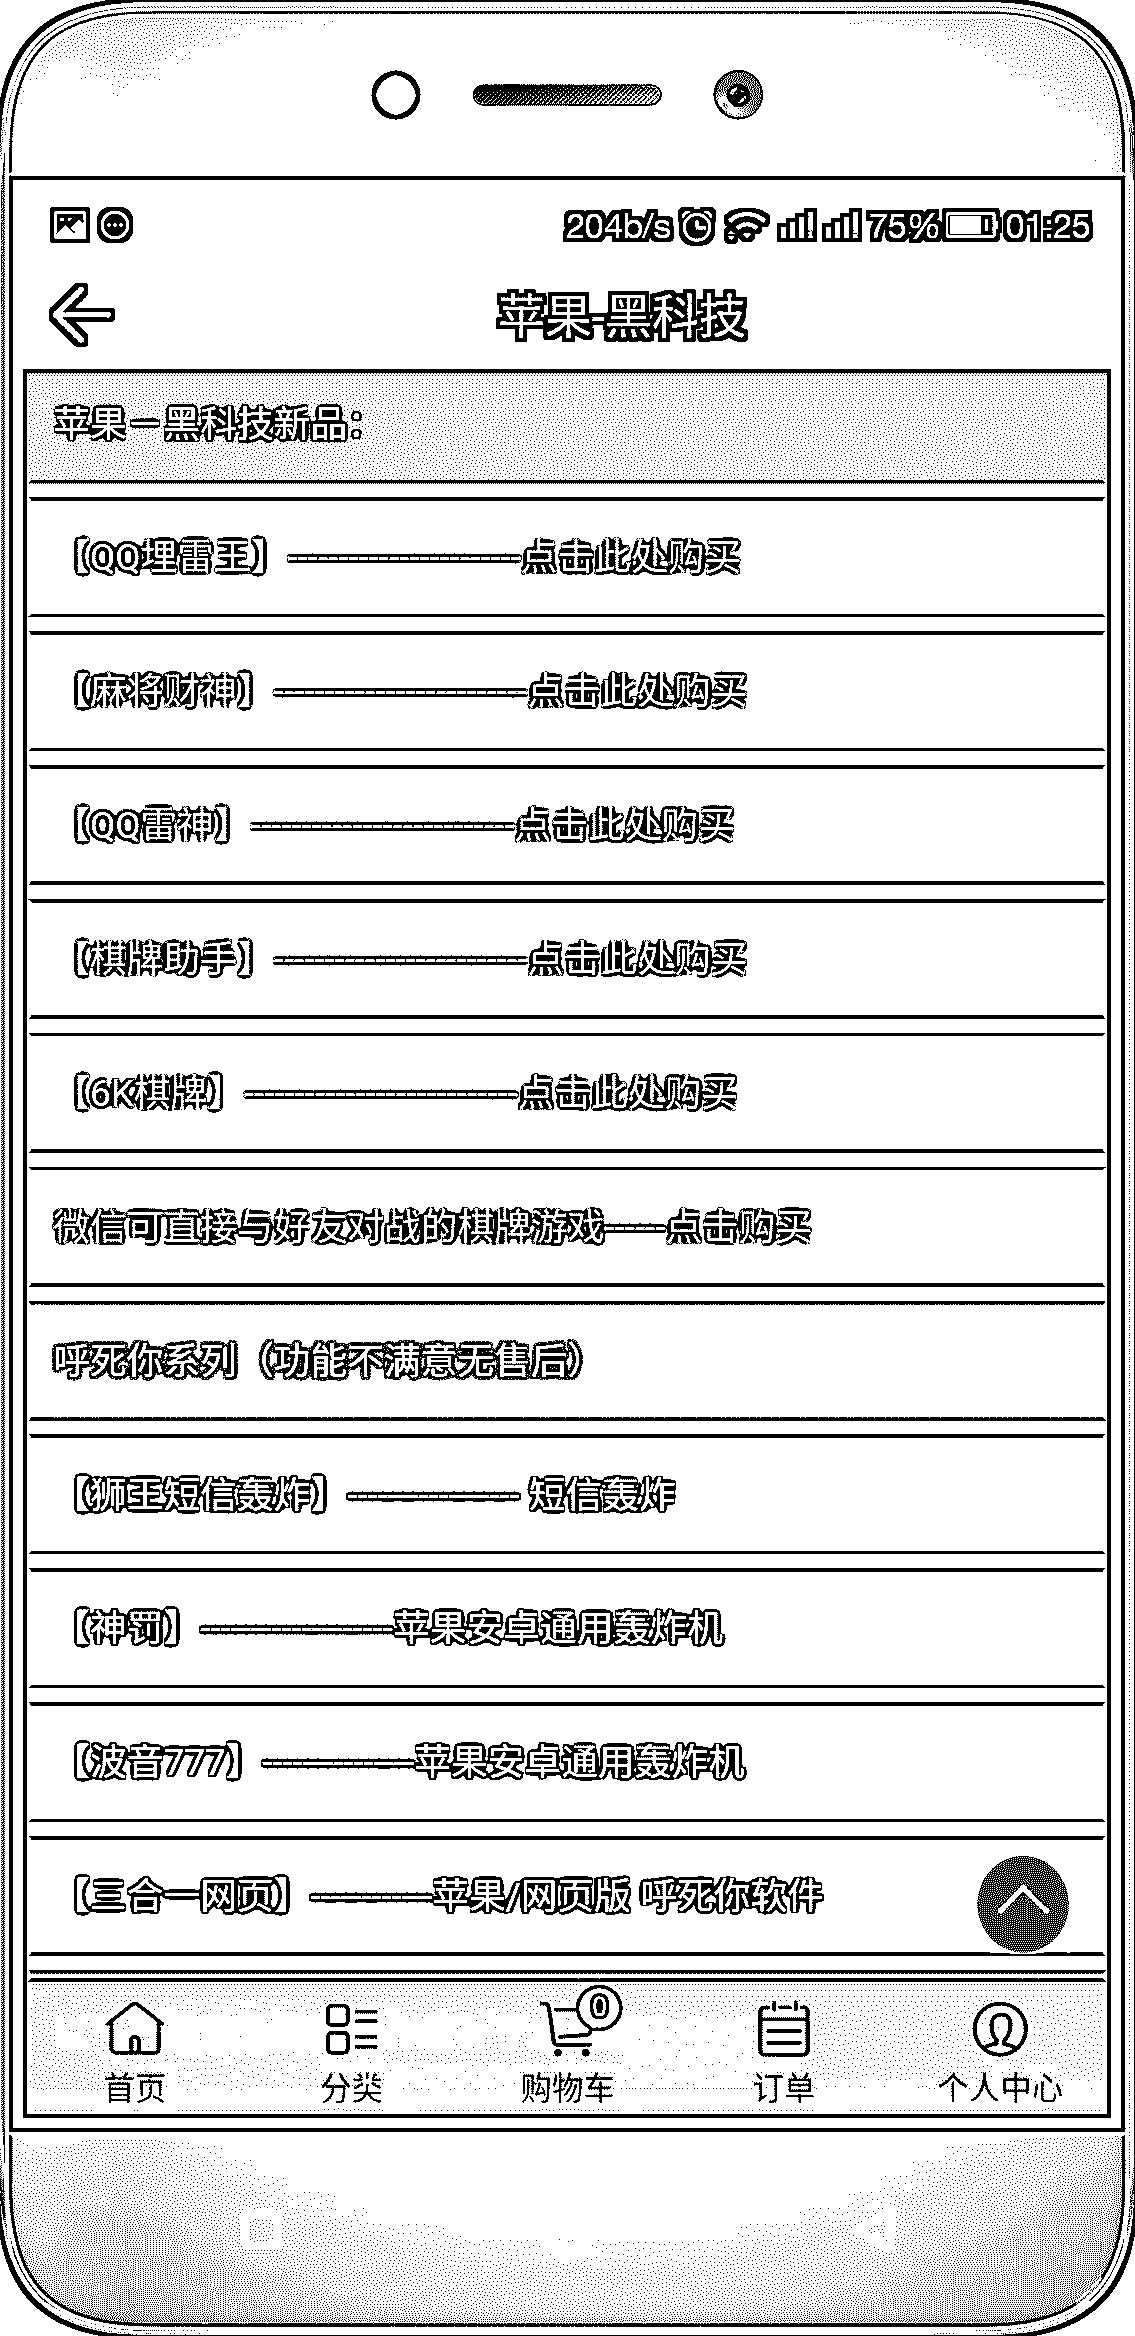 204b/s 75% 01:25
苹果-黑科技
苹果－黑科技新品：
【QQ埋雷王】————————点击此处购买
【麻将财神】————————点击此处购买
【QQ雷神】————————点击此处购买
【棋牌助手】————————点击此处购买
【6K棋牌】————————点击此处购买
微信可直接与好友对战的棋牌游戏——点击购买
呼死你系列（功能不满意无售后）
【狮王短信轰炸】—————— 短信轰炸
【神罚】——————苹果安卓通用轰炸机
【波音777】—————苹果安卓通用轰炸机
【三合一网页】————苹果/网页版 呼死你软件
0
首页 分类 购物车 订单 个人中心